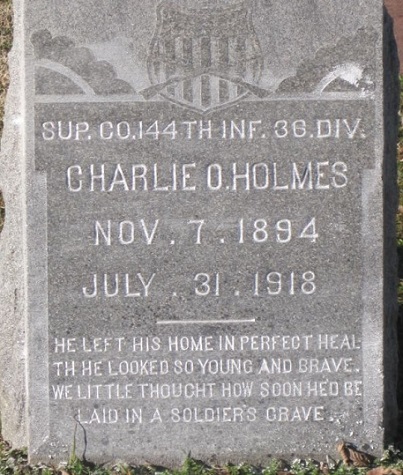 SUP. CO. 144TH INF. 36. DIV.
CHARLIE O. HOLMES
NOV. 7. 1894
JULY. 31. 1918
HE LEFT HIS HOME IN PERFECT HEAL
TH HE LOOKED SO YOUNG AND BRAVE.
WE LITTLE THOUGHT HOW SOON HE'D BE
LAID IN A SOLDIER'S GRAVE.